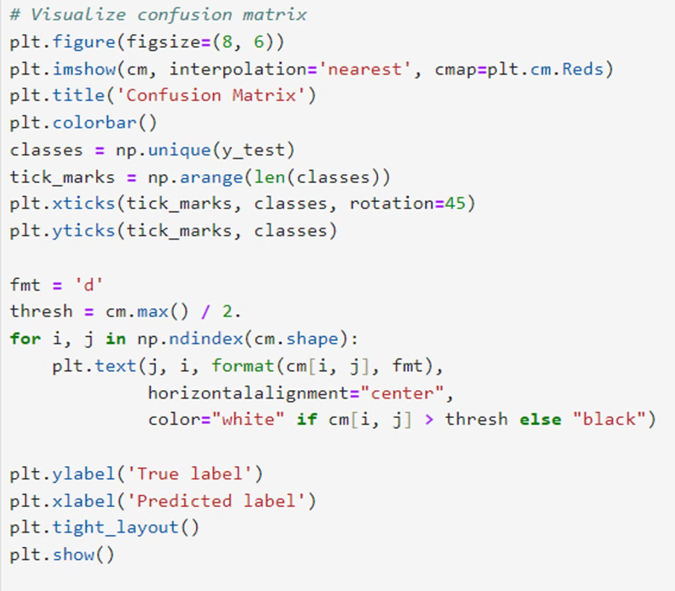 # Visualize confusion matrix
plt.figure(figsize=(8, 6))
plt.imshow(cm, interpolation='nearest', cmap=plt.cm.Reds)
plt.title('Confusion Matrix')
plt.colorbar()
classes = np.unique(y_test)
tick_marks = np.arange(len(classes))
plt.xticks(tick_marks, classes, rotation=45)
plt.yticks(tick_marks, classes)

fmt = 'd'
thresh = cm.max() / 2.
for i, j in np.ndindex(cm.shape):
    plt.text(j, i, format(cm[i, j], fmt),
             horizontalalignment="center",
             color="white" if cm[i, j] > thresh else "black")

plt.ylabel('True label')
plt.xlabel('Predicted label')
plt.tight_layout()
plt.show()